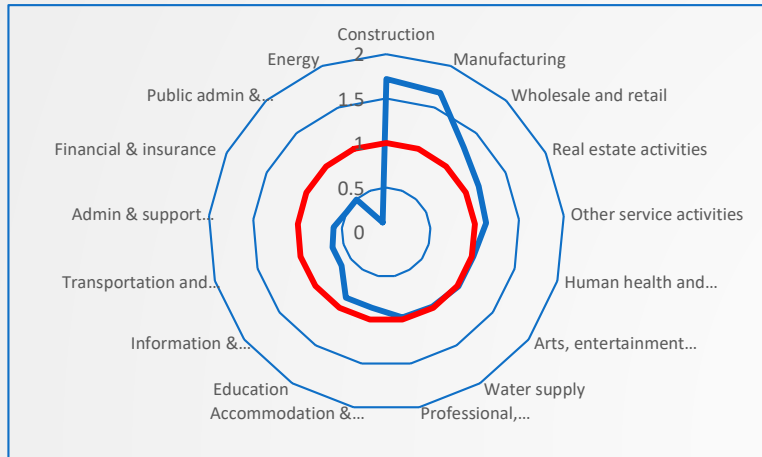 Construction
Energy
2
Manufacturing
Public admin &...
1.5
Wholesale and retail
Financial & insurance
1
Real estate activities
0.5
Admin & support...
0
Other service activities
Transportation and...
Human health and...
Information &...
Arts, entertainment...
Education
Water supply
Accommodation &...
Professional,...